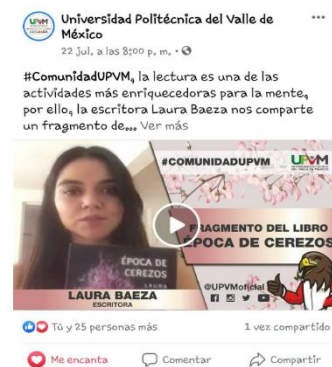 Universidad Politécnica del Valle de
México
22 jul. a las 8:00 p. m.
#ComunidadUPVM, la lectura es una de las
actividades más enriquecedoras para la mente,
por ello, la escritora Laura Baeza nos comparte
un fragmento de... Ver más
#COMUNIDADUPVM
UPVM
FRAGMENTO DEL LIBRO
ÉPOCA DE CEREZOS
ÉPOCA DE
CEREZOS
LAURA
LAURA BAEZA
ESCRITORA
@UPVMoficial
Tú y 25 personas más
1 vez compartido
Me encanta
Comentar
Compartir